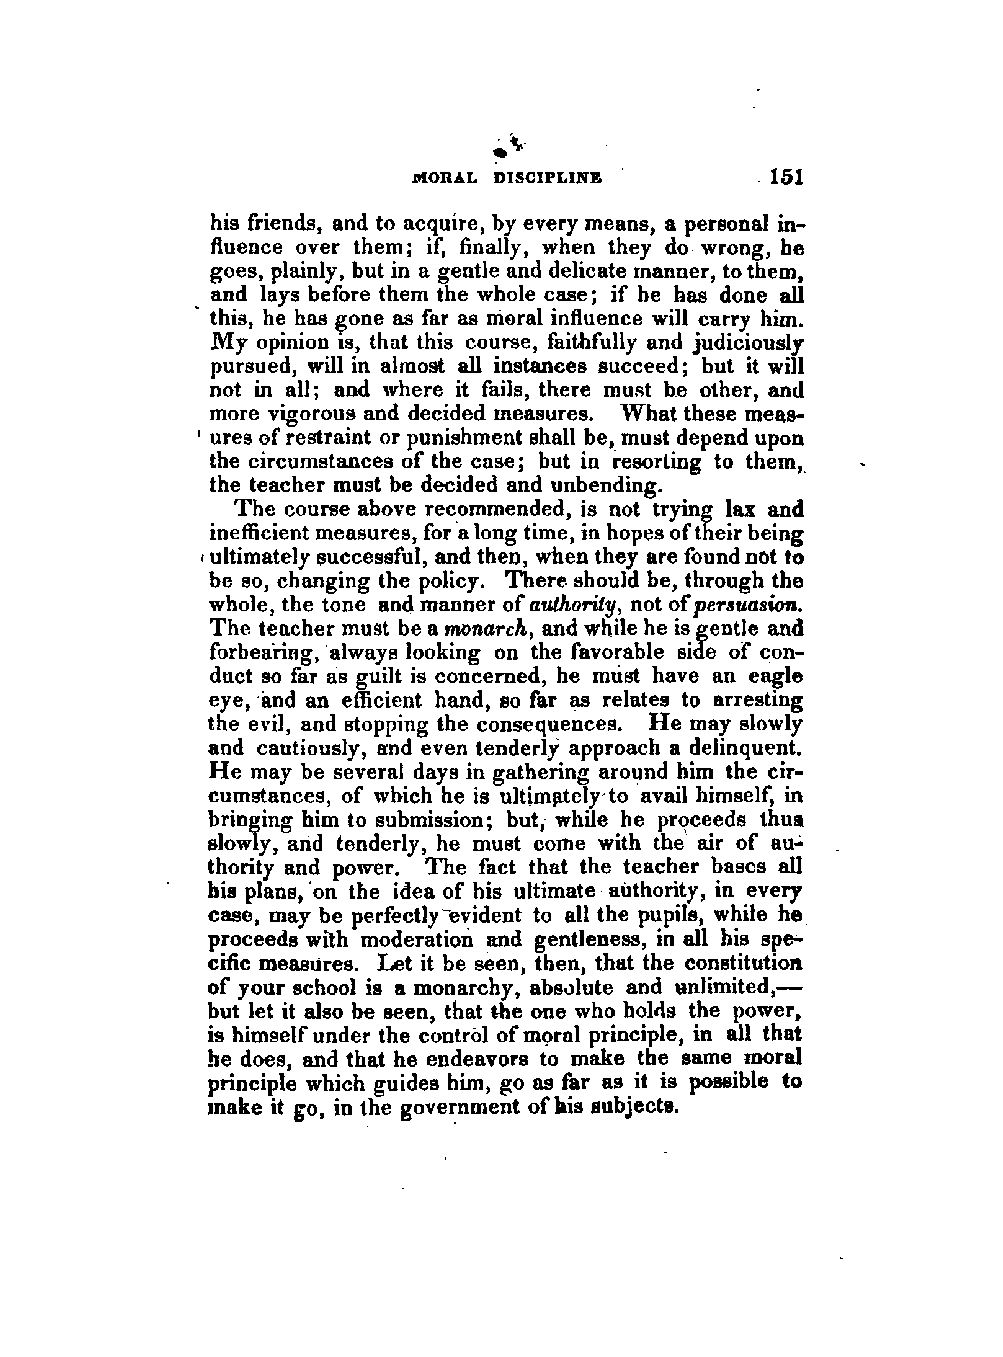 MORAL DISCIPLINE 151
his friends, and to acquire, by every means, a personal in-
fluence over them; if, finally, when they do wrong, he
goes, plainly, but in a gentle and delicate manner, to them,
and lays before them the whole case; if he has done all
this, he has gone as far as moral influence will carry him.
My opinion is, that this course, faithfully and judiciously
pursued, will in almost all instances succeed; but it will
not in all; and where it fails, there must be other, and
more vigorous and decided measures. What these meas-
ures of restraint or punishment shall be, must depend upon
the circumstances of the case; but in resorting to them,
the teacher must be decided and unbending.
The course above recommended, is not trying lax and
inefficient measures, for a long time, in hopes of their being
ultimately successful, and then, when they are found not to
be so, changing the policy. There should be, through the
whole, the tone and manner of authority, not of persuasion.
The teacher must be a monarch, and while he is gentle and
forbearing, always looking on the favorable side of con-
duct so far as guilt is concerned, he must have an eagle
eye, and an efficient hand, so far as relates to arresting
the evil, and stopping the consequences. He may slowly
and cautiously, and even tenderly approach a delinquent.
He may be several days in gathering around him the cir-
cumstances, of which he is ultimately to avail himself, in
bringing him to submission; but, while he proceeds thus
slowly, and tenderly, he must come with the air of au-
thority and power. The fact that the teacher bases all
his plans, on the idea of his ultimate authority, in every
case, may be perfectly evident to all the pupils, while he
proceeds with moderation and gentleness, in all his spe-
cific measures. Let it be seen, then, that the constitution
of your school is a monarchy, absolute and unlimited,—
but let it also be seen, that the one who holds the power,
is himself under the control of moral principle, in all that
he does, and that he endeavors to make the same moral
principle which guides him, go as far as it is possible to
make it go, in the government of his subjects.